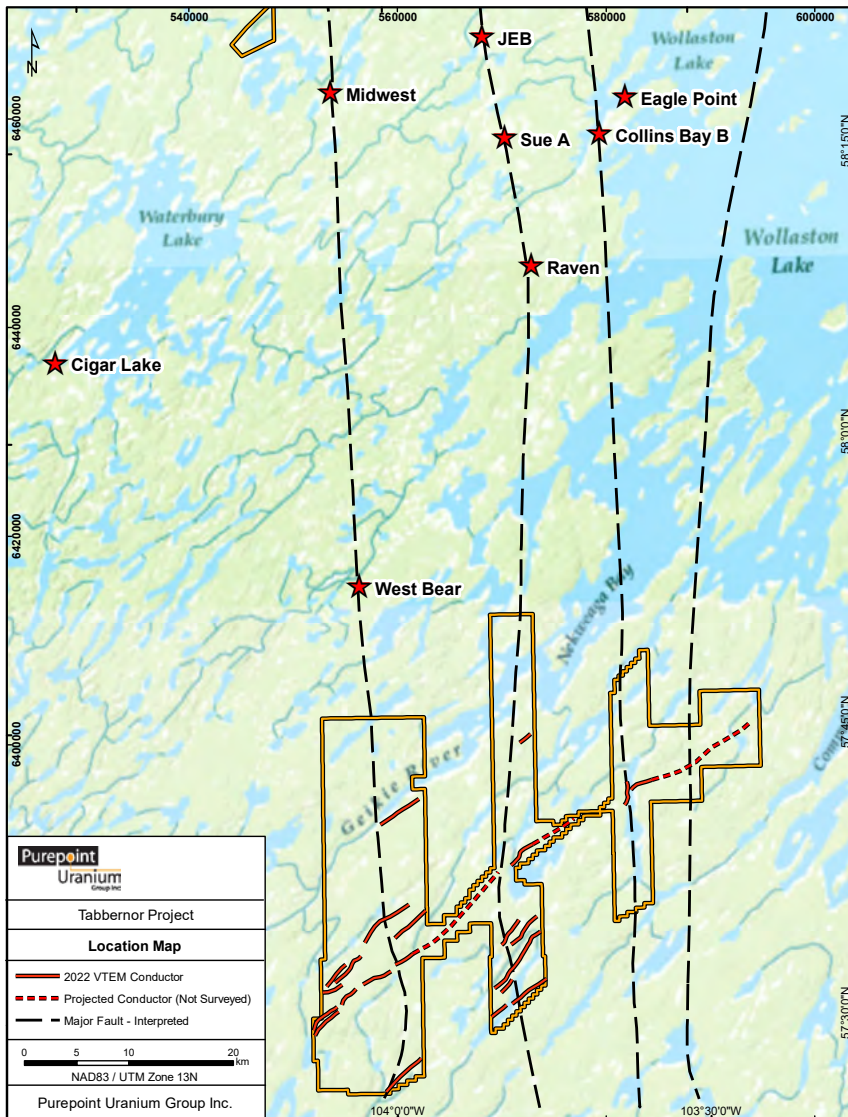 540000
560000
580000
600000
Wollaston
Lake
JEB
Midwest
Eagle Point
6460000
Sue A
Collins Bay B
58°15'0"N
Waterbury
Lake
Wollaston
Lake
Raven
6440000
Cigar Lake
58°0'0"N
6420000
West Bear
Nekweaga Bay
57°45'0"N
6400000
Geikie River
Comp
Purepoint
Uranium
Group Inc
Tabbernor Project
Location Map
2022 VTEM Conductor
Projected Conductor (Not Surveyed)
Major Fault - Interpreted
57°30'0"N
0 5 10 20
km
NAD83 / UTM Zone 13N
Purepoint Uranium Group Inc.
104°0'0"W
103°30'0"W
N